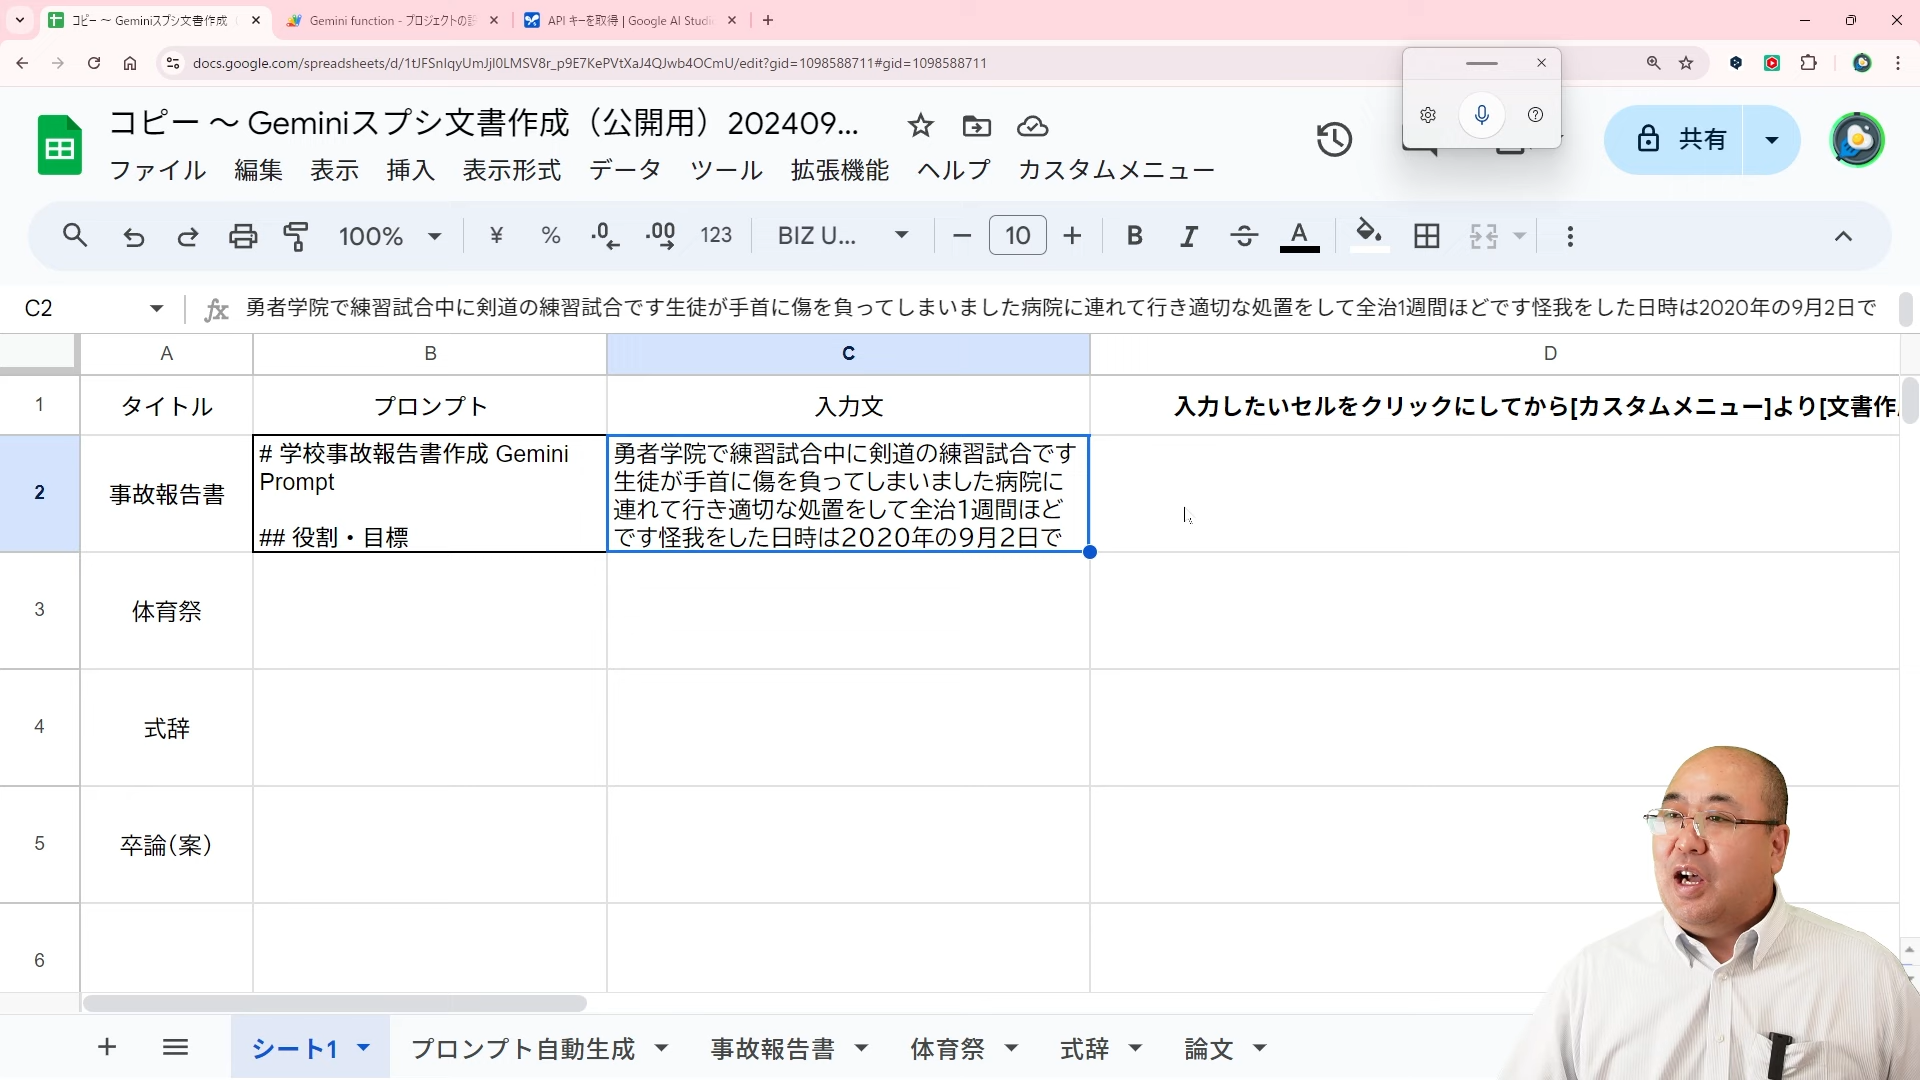 コピー ～ Geminiスプシ文書作成
Gemini function - プロジェクトの詳
API キーを取得 | Google AI Studi
docs.google.com/spreadsheets/d/1tJFSnlqyUmJjl0LMSV8r_p9E7KePVtXaJ4QJwb4OCmU/edit?gid=1098588711#gid=1098588711
コピー ～ Geminiスプシ文書作成（公開用）202409...
共有
ファイル 編集 表示 挿入 表示形式 データ ツール 拡張機能 ヘルプ カスタムメニュー
100% ¥ % .0 .00 123 BIZ U... 10 B I A
C2 fx 勇者学院で練習試合中に剣道の練習試合です生徒が手首に傷を負ってしまいました病院に連れて行き適切な処置をして全治1週間ほどです怪我をした日時は2020年の9月2日で
A B C D
1 タイトル プロンプト 入力文 入力したいセルをクリックにしてから[カスタムメニュー]より[文書作
2 事故報告書
# 学校事故報告書作成 Gemini
Prompt
## 役割・目標
勇者学院で練習試合中に剣道の練習試合です
生徒が手首に傷を負ってしまいました病院に
連れて行き適切な処置をして全治1週間ほど
です怪我をした日時は2020年の9月2日で
3 体育祭
4 式辞
5 卒論（案）
6
シート1 プロンプト自動生成 事故報告書 体育祭 式辞 論文